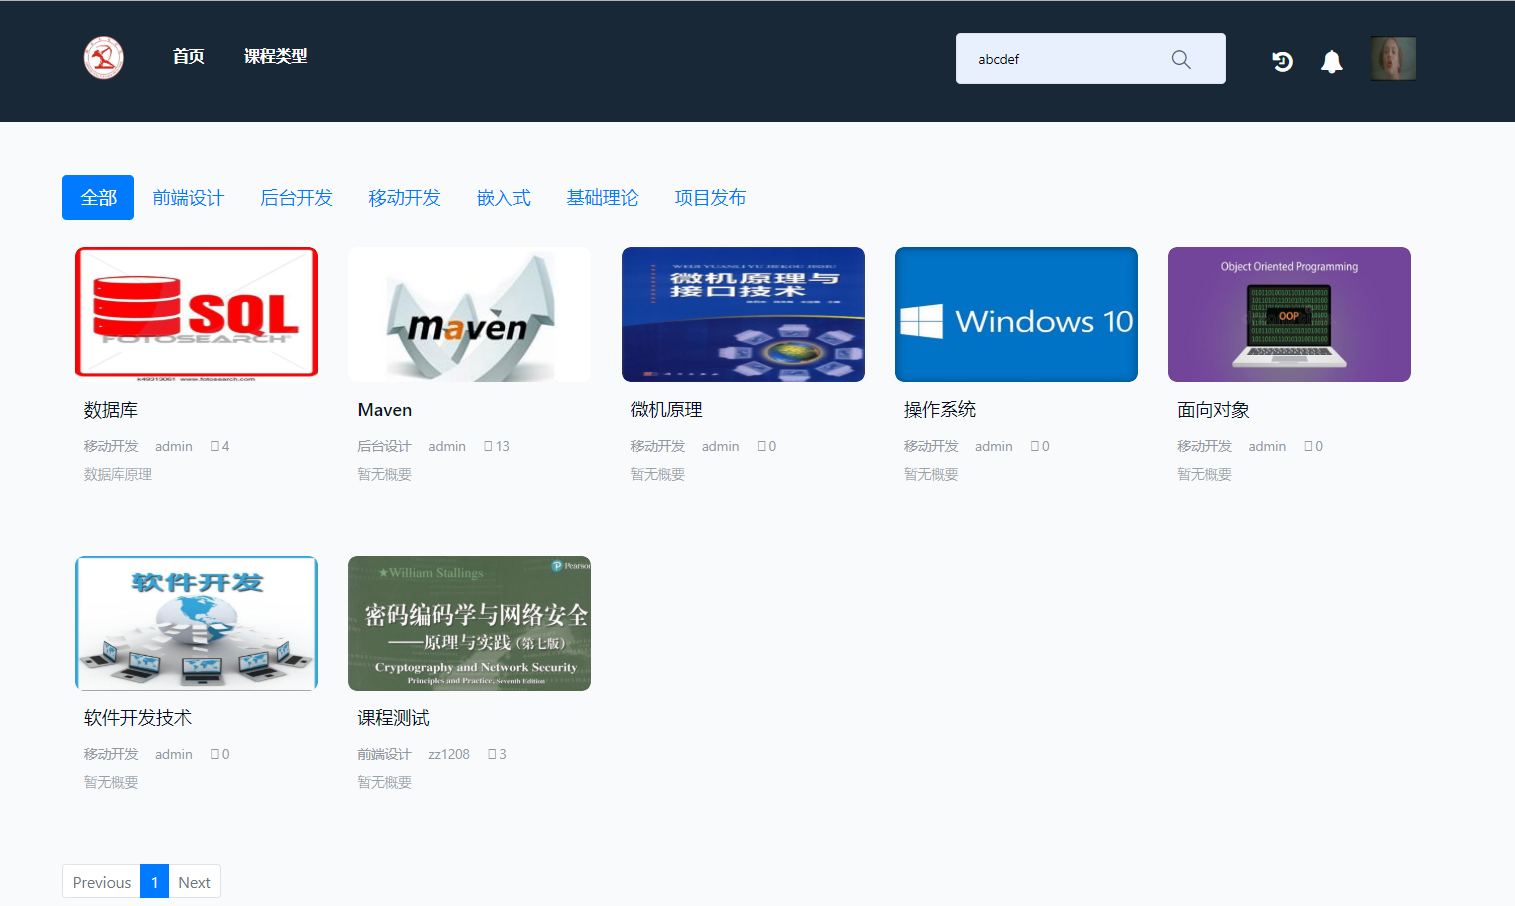 首页 课程类型 abcdef
全部 前端设计 后台开发 移动开发 嵌入式 基础理论 项目发布
SQL
FOTOSEARCH
www.fotosearch.com
maven
微机原理与
接口技术
Windows 10
Object Oriented Programming
OOP
数据库 Maven 微机原理 操作系统 面向对象
移动开发 admin 4 后台设计 admin 13 移动开发 admin 0 移动开发 admin 0 移动开发 admin 0
数据库原理 暂无概要 暂无概要 暂无概要 暂无概要
软件开发
Pearson
★William Stallings
密码编码学与网络安全
——原理与实践(第七版)
Cryptography and Network Security
Principles and Practice, Seventh Edition
软件开发技术 课程测试
移动开发 admin 0 前端设计 zz1208 3
暂无概要 暂无概要
Previous 1 Next